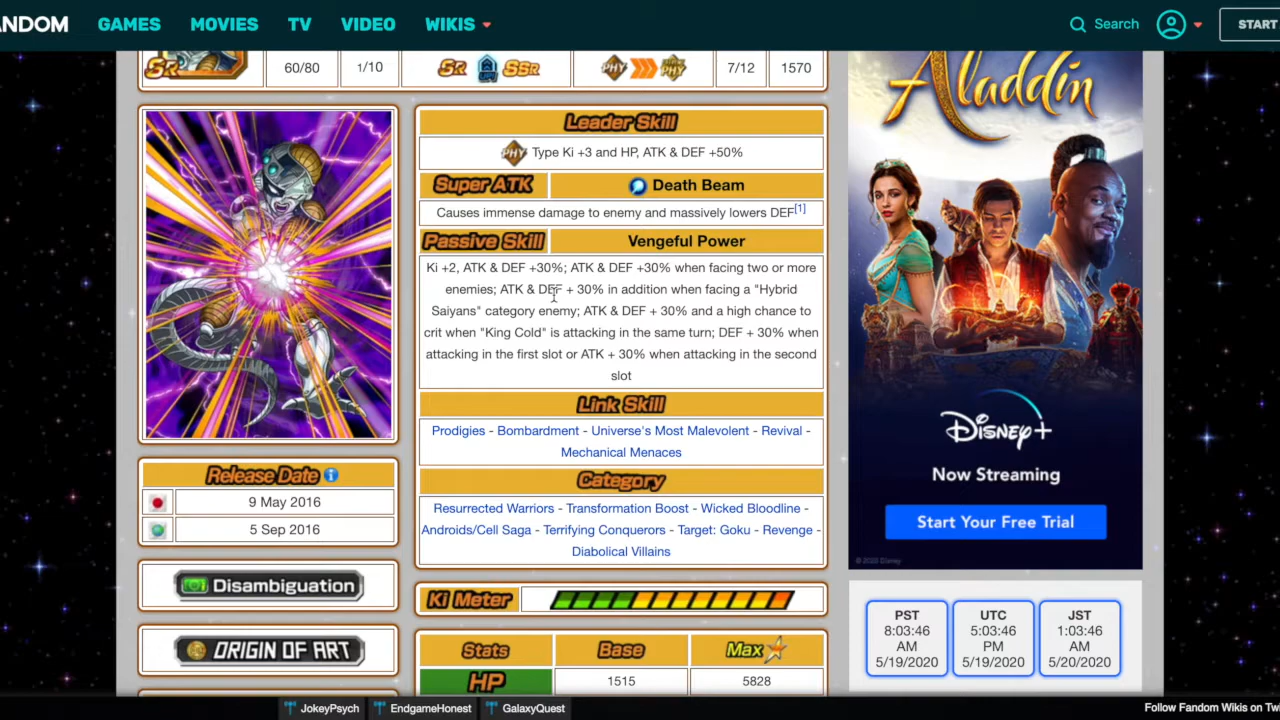 ANDOM GAMES MOVIES TV VIDEO WIKIS Search START
SR 60/80 1/10 SR SSR PHY PHY 7/12 1570
Leader Skill
PHY Type Ki +3 and HP, ATK & DEF +50%
Super ATK Death Beam
Causes immense damage to enemy and massively lowers DEF[1]
Passive Skill Vengeful Power
Ki +2, ATK & DEF +30%; ATK & DEF +30% when facing two or more
enemies; ATK & DEF + 30% in addition when facing a "Hybrid
Saiyans" category enemy; ATK & DEF + 30% and a high chance to
crit when "King Cold" is attacking in the same turn; DEF + 30% when
attacking in the first slot or ATK + 30% when attacking in the second
slot
Link Skill
Prodigies - Bombardment - Universe's Most Malevolent - Revival -
Mechanical Menaces
Category
Resurrected Warriors - Transformation Boost - Wicked Bloodline -
Androids/Cell Saga - Terrifying Conquerors - Target: Goku - Revenge -
Diabolical Villains
Ki Meter
Stats Base Max
HP 1515 5828
Release Date
9 May 2016
5 Sep 2016
Disambiguation
ORIGIN OF ART
Aladdin
Disney+
Now Streaming
Start Your Free Trial
PST UTC JST
8:03:46 5:03:46 1:03:46
AM PM AM
5/19/2020 5/19/2020 5/20/2020
JokeyPsych EndgameHonest GalaxyQuest Follow Fandom Wikis on Tw